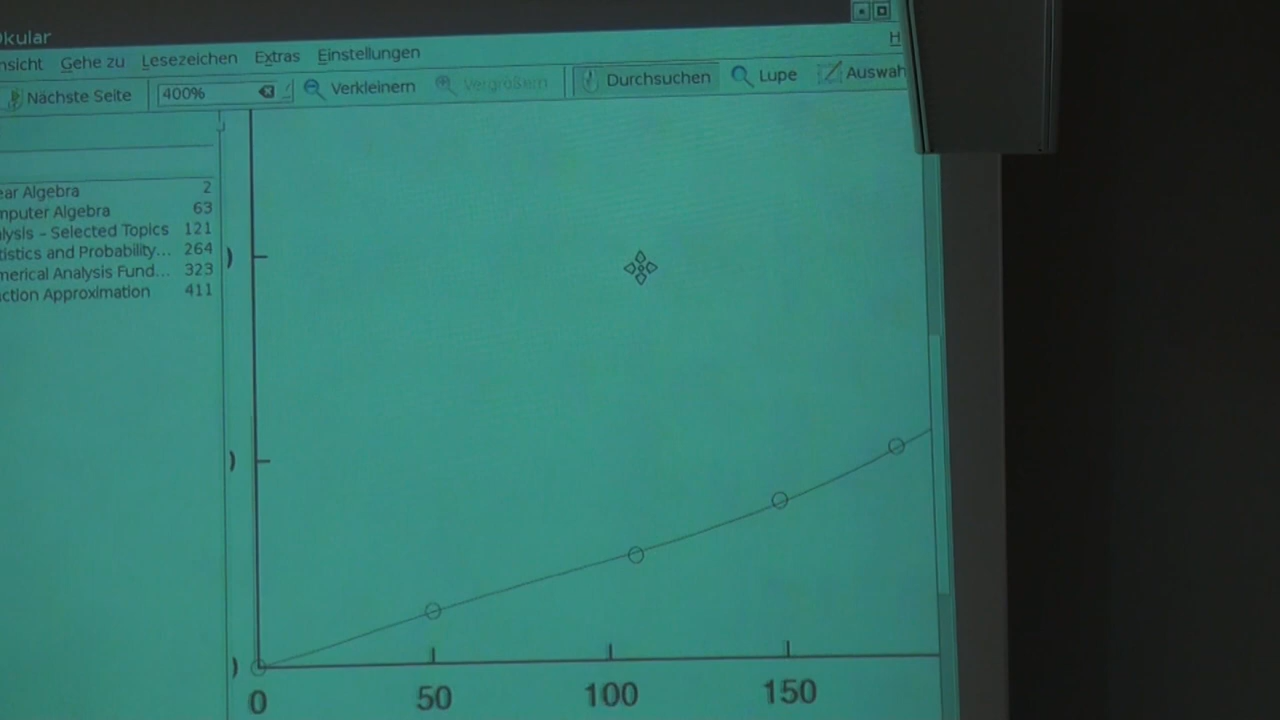 Okular
nsicht Gehe zu Lesezeichen Extras Einstellungen H
Nächste Seite 400% Verkleinern Vergrößern Durchsuchen Lupe Auswah
ear Algebra 2
nputer Algebra 63
lysis - Selected Topics 121
tistics and Probability... 264
merical Analysis Fund... 323
ction Approximation 411
)
)
)
0 50 100 150